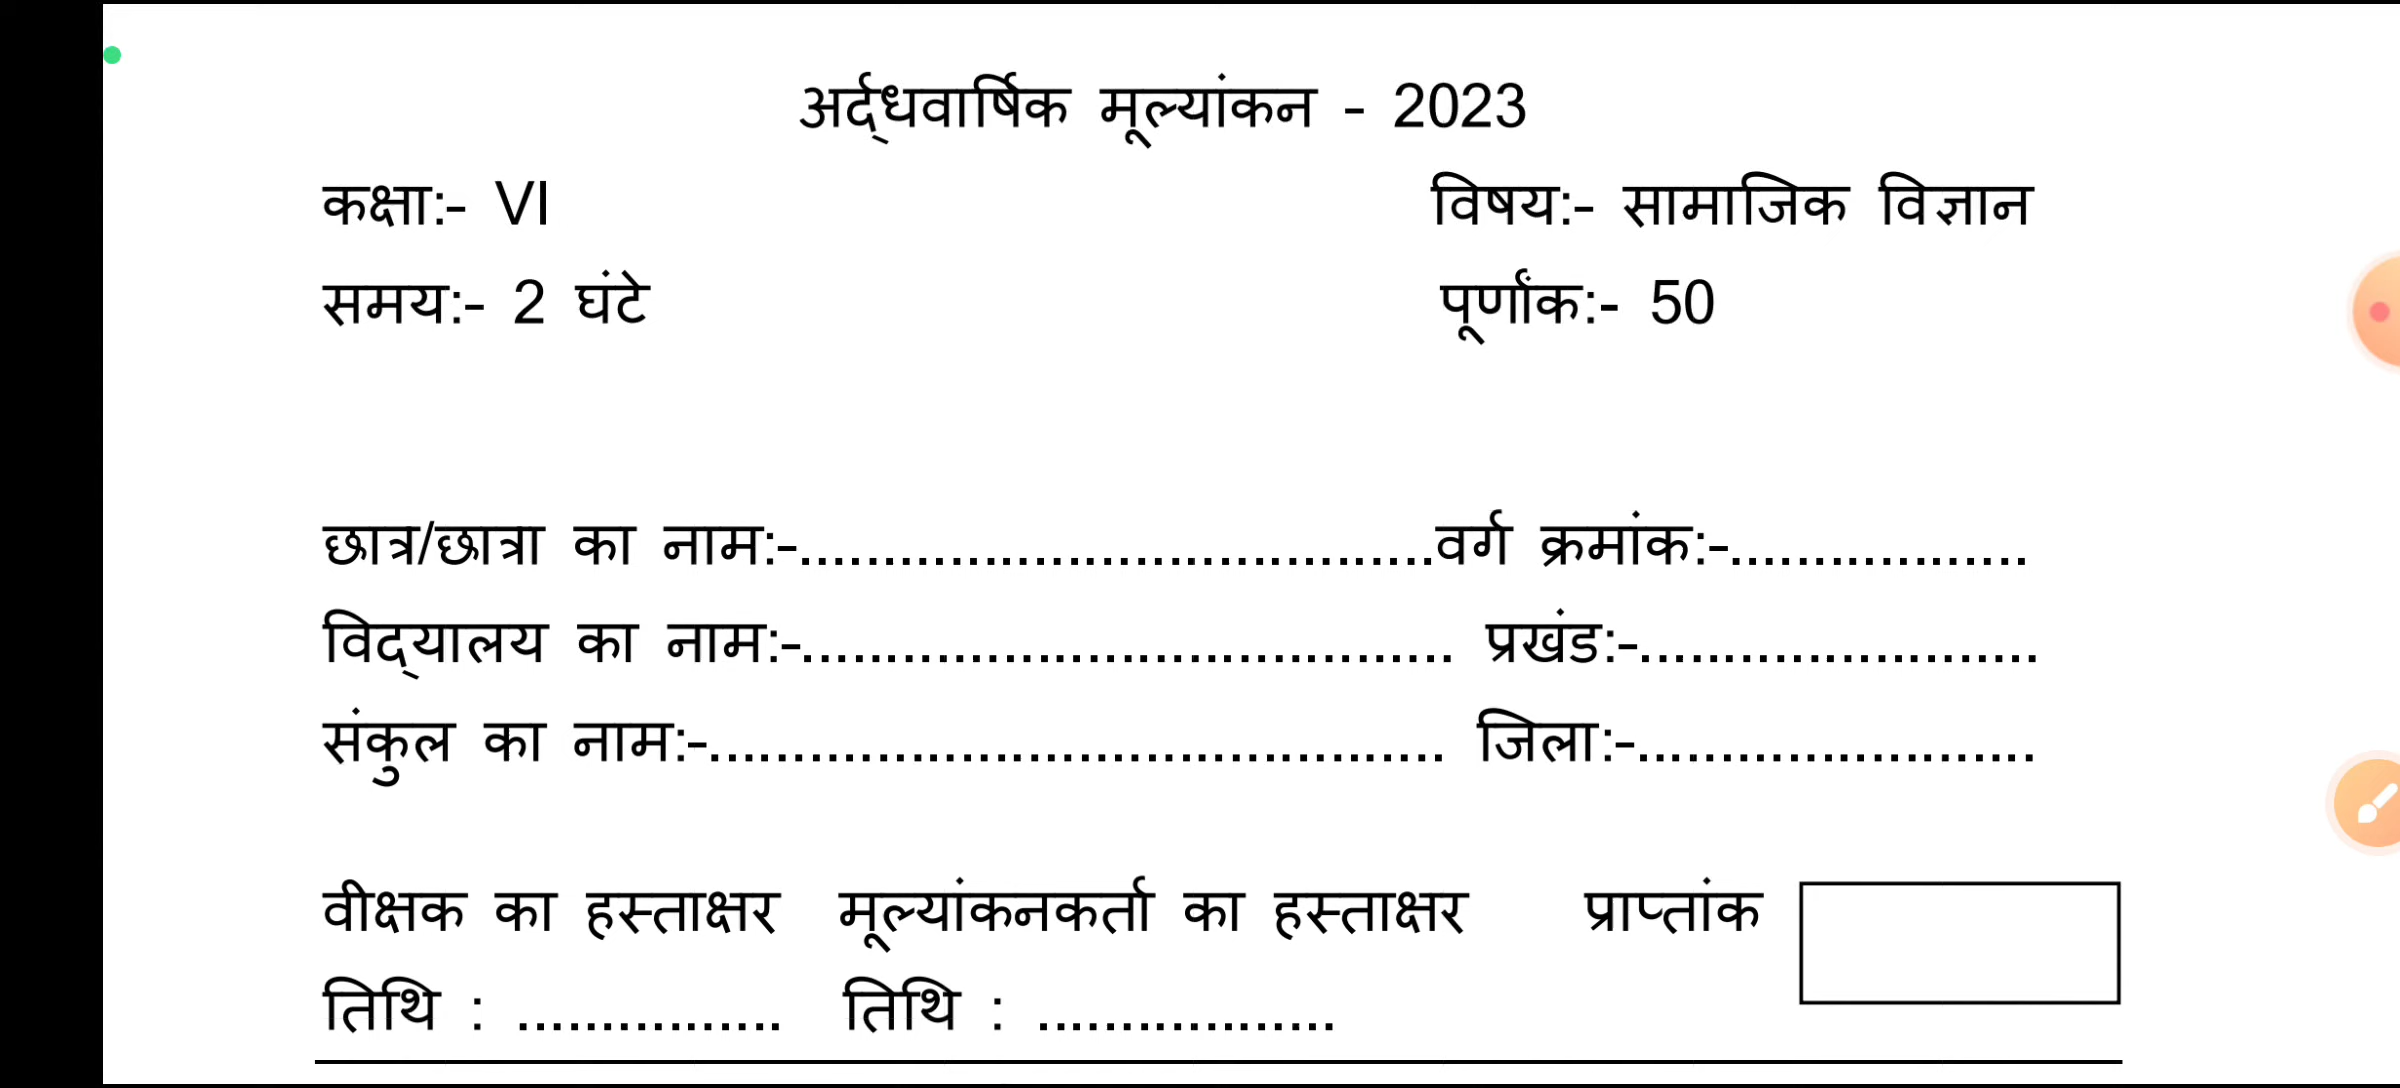 अर्द्धवार्षिक मूल्यांकन - 2023
कक्षा:- VI विषय:- सामाजिक विज्ञान
समय:- 2 घंटे पूर्णांक:- 50
छात्र/छात्रा का नाम:-......................................वर्ग क्रमांक:-..................
विद्यालय का नाम:-....................................... प्रखंड:-........................
संकुल का नाम:-............................................ जिला:-........................
वीक्षक का हस्ताक्षर मूल्यांकनकर्ता का हस्ताक्षर प्राप्तांक
तिथि : ................ तिथि : ..................